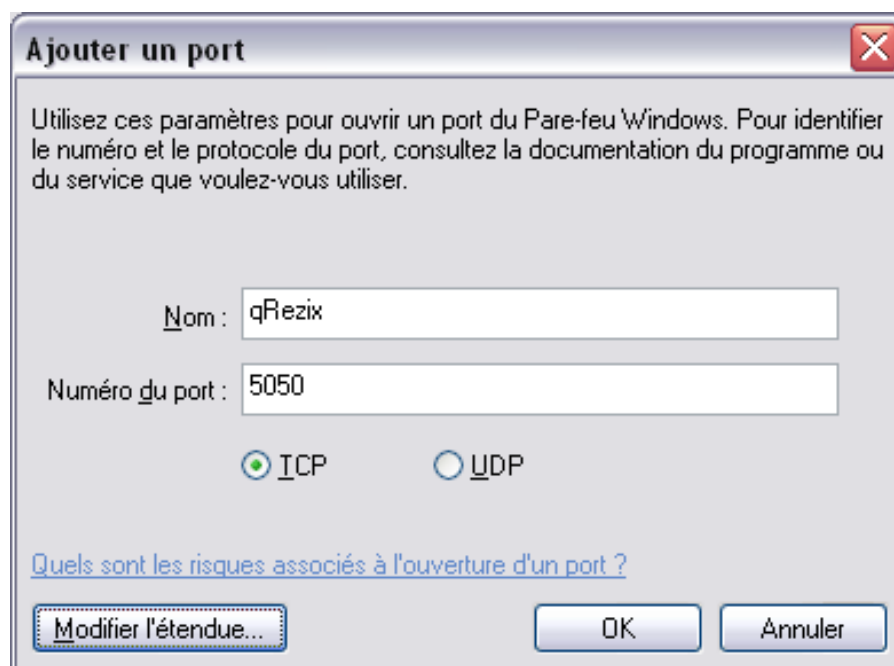 Ajouter un port
Utilisez ces paramètres pour ouvrir un port du Pare-feu Windows. Pour identifier
le numéro et le protocole du port, consultez la documentation du programme ou
du service que voulez-vous utiliser.
Nom : qRezix
Numéro du port : 5050
TCP UDP
Quels sont les risques associés à l'ouverture d'un port ?
Modifier l'étendue... OK Annuler